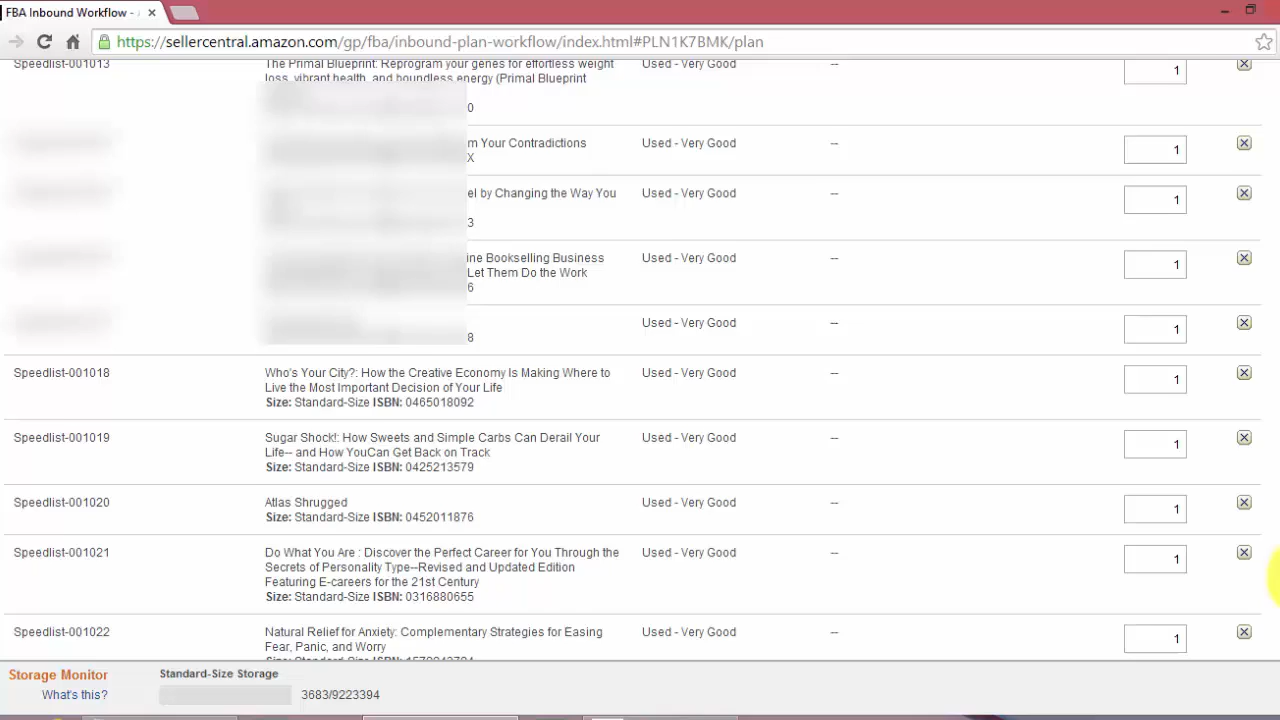 FBA Inbound Workflow -
https://sellercentral.amazon.com/gp/fba/inbound-plan-workflow/index.html#PLN1K7BMK/plan
Speedlist-001013 The Primal Blueprint: Reprogram your genes for effortless weight Used - Very Good -- 1
loss, vibrant health, and boundless energy (Primal Blueprint
0
m Your Contradictions Used - Very Good -- 1
X
el by Changing the Way You Used - Very Good -- 1
3
ine Bookselling Business Used - Very Good -- 1
Let Them Do the Work
6
Used - Very Good -- 1
8
Speedlist-001018 Who's Your City?: How the Creative Economy Is Making Where to Used - Very Good -- 1
Live the Most Important Decision of Your Life
Size: Standard-Size ISBN: 0465018092
Speedlist-001019 Sugar Shock!: How Sweets and Simple Carbs Can Derail Your Used - Very Good -- 1
Life-- and How YouCan Get Back on Track
Size: Standard-Size ISBN: 0425213579
Speedlist-001020 Atlas Shrugged Used - Very Good -- 1
Size: Standard-Size ISBN: 0452011876
Speedlist-001021 Do What You Are : Discover the Perfect Career for You Through the Used - Very Good -- 1
Secrets of Personality Type--Revised and Updated Edition
Featuring E-careers for the 21st Century
Size: Standard-Size ISBN: 0316880655
Speedlist-001022 Natural Relief for Anxiety: Complementary Strategies for Easing Used - Very Good -- 1
Fear, Panic, and Worry
Size: Standard-Size ISBN:
Storage Monitor Standard-Size Storage
What's this? 3683/9223394